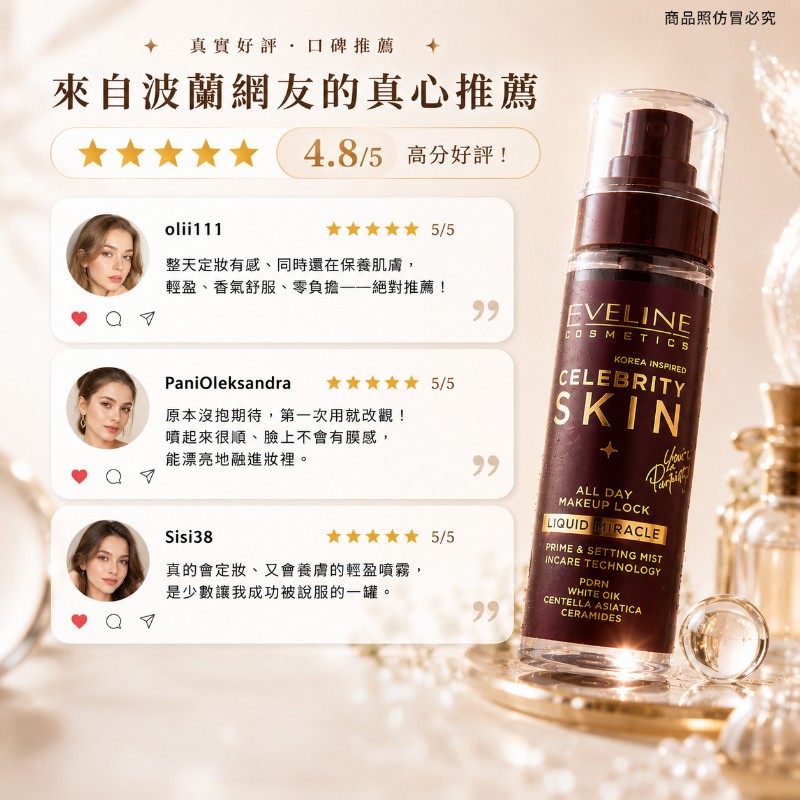 商品照仿冒必究
真實好評·口碑推薦
來自波蘭網友的真心推薦
4.8/5 高分好評!
olii111 5/5
整天定妝有感、同時還在保養肌膚,
輕盈、香氣舒服、零負擔——絕對推薦!
PaniOleksandra 5/5
原本沒抱期待,第一次用就改觀!
噴起來很順、臉上不會有膜感,
能漂亮地融進妝裡。
Sisi38 5/5
真的會定妝、又會養膚的輕盈噴霧,
是少數讓我成功被說服的一罐。
EVELINE
COSMETICS
KOREA INSPIRED
CELEBRITY
SKIN
ALL DAY
MAKEUP LOCK
LIQUID MIRACLE
PRIME & SETTING MIST
INCARE TECHNOLOGY
PDRN
WHITE OIK
CENTELLA ASIATICA
CERAMIDES